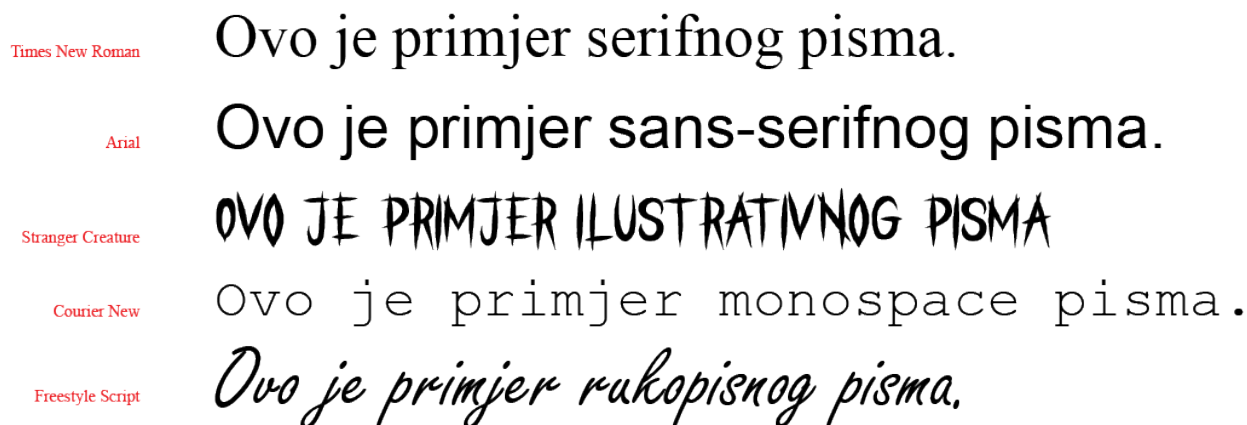 Times New Roman Ovo je primjer serifnog pisma.
Arial Ovo je primjer sans-serifnog pisma.
Stranger Creature OVO JE PRIMJER ILUSTRATIVNOG PISMA
Courier New Ovo je primjer monospace pisma.
Freestyle Script Ovo je primjer rukopisnog pisma.